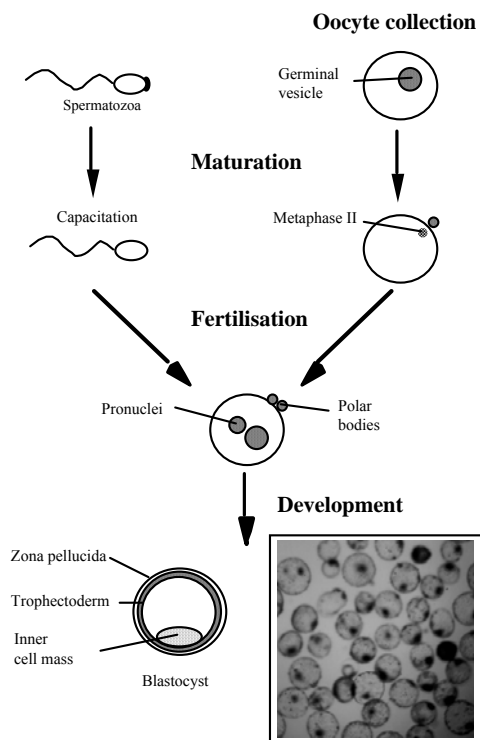 Oocyte collection
Germinal
vesicle
Spermatozoa
Maturation
Capacitation
Metaphase II
Fertilisation
Pronuclei
Polar
bodies
Development
Zona pellucida
Trophectoderm
Inner
cell mass
Blastocyst